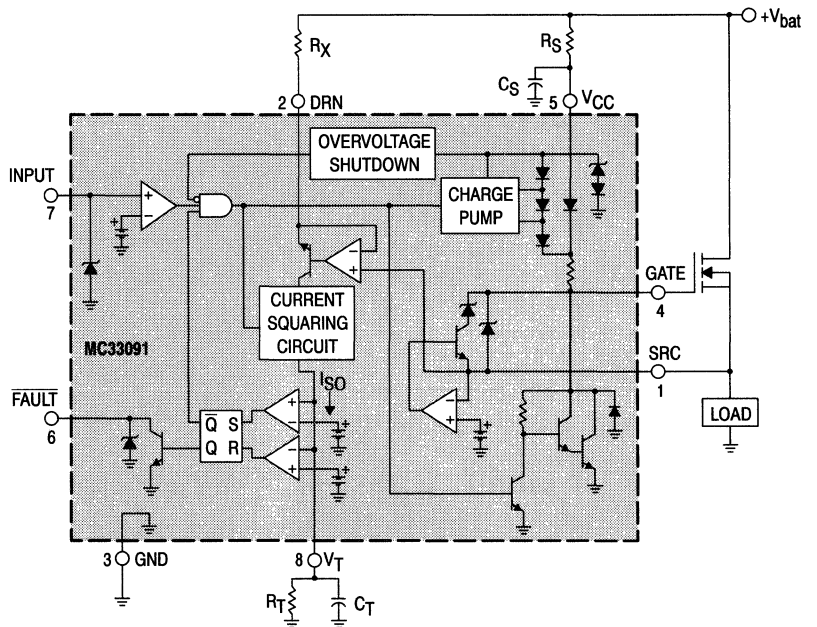 +Vbat
RX
RS
CS
2 DRN
5 VCC
OVERVOLTAGE
SHUTDOWN
INPUT
7
CHARGE
PUMP
+
−
+
−
+
GATE
4
CURRENT
SQUARING
CIRCUIT
MC33091
SRC
1
ISO
FAULT
6
+
−
+
Q S
Q R
−
+
+
−
+
+
LOAD
3 GND
8 VT
RT
CT